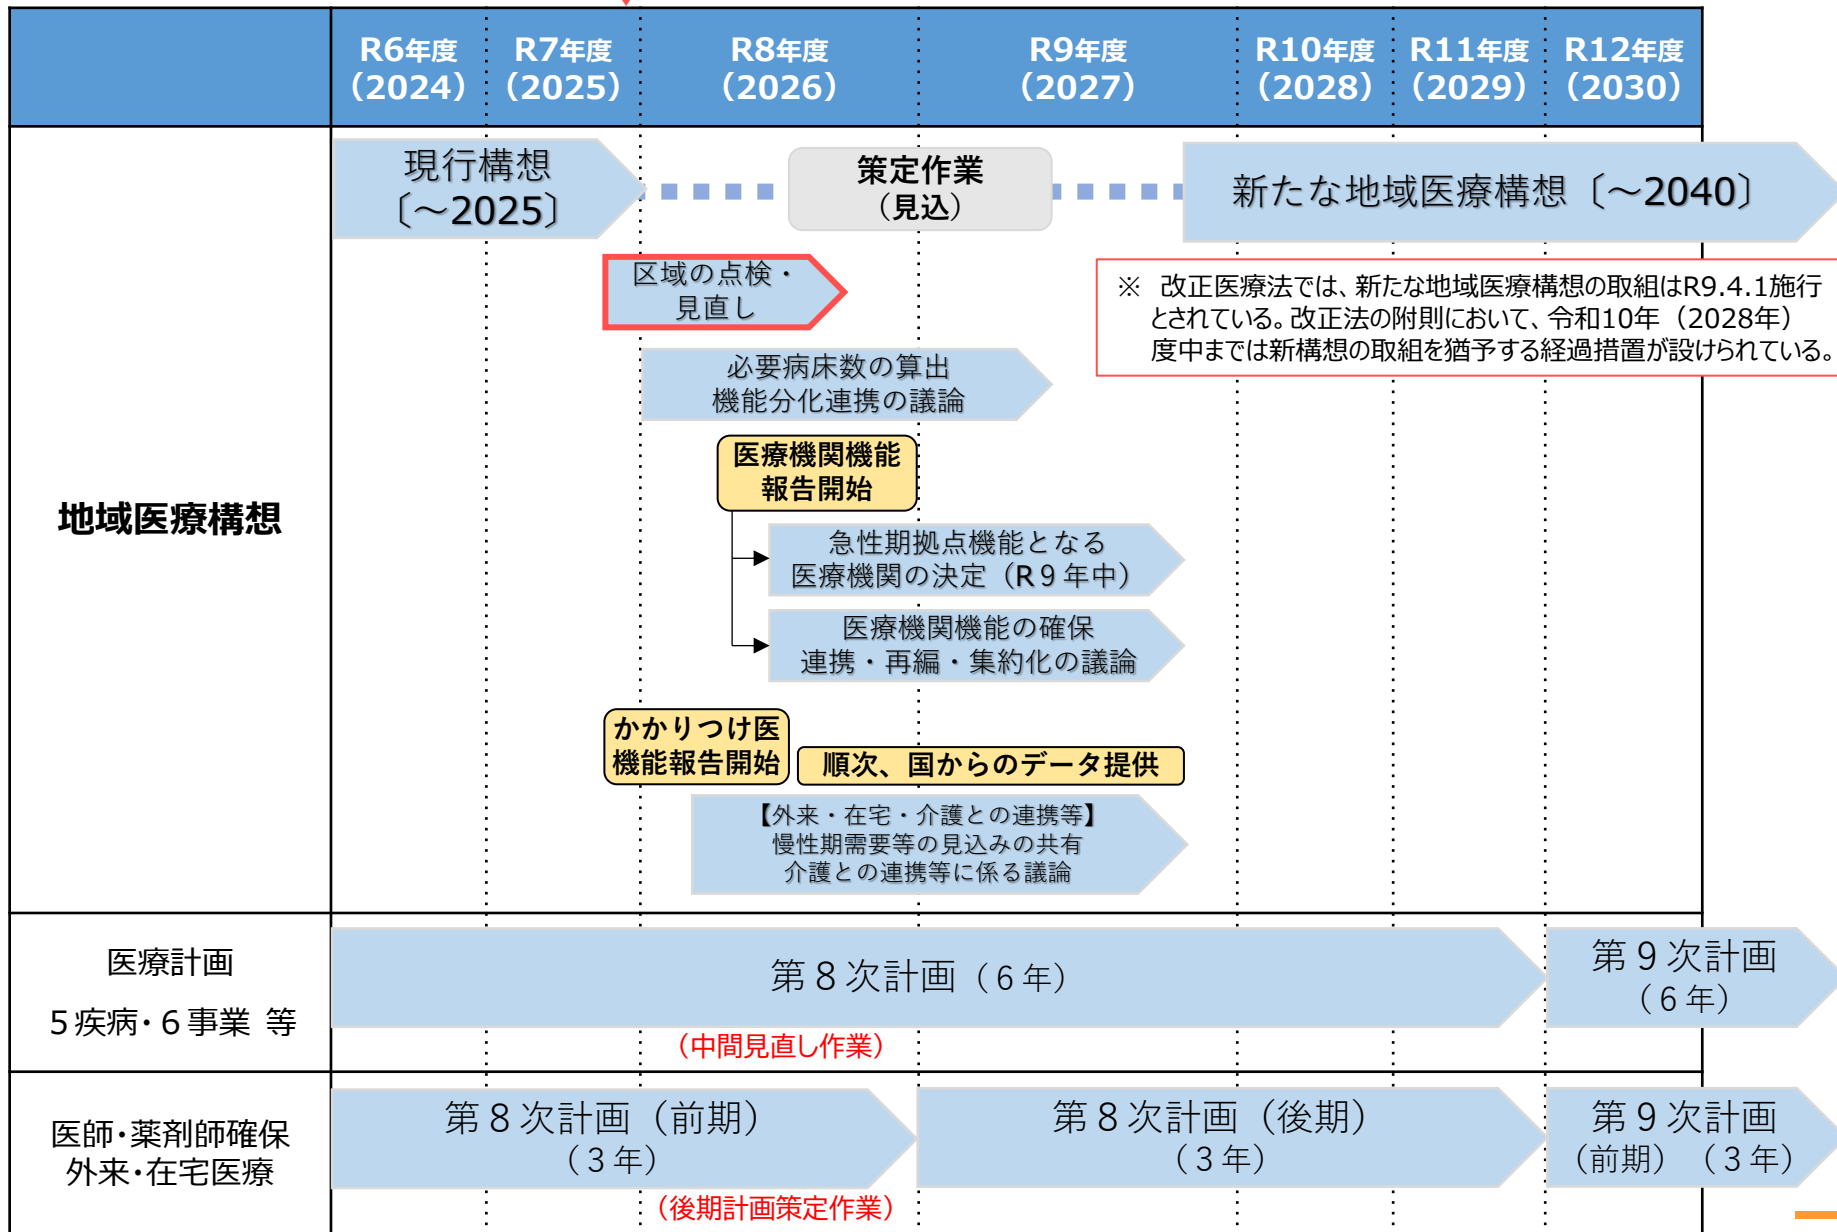 R6年度 R7年度 R8年度 R9年度 R10年度 R11年度 R12年度
（2024） （2025） （2026） （2027） （2028） （2029） （2030）
地域医療構想
現行構想
〔～2025〕
策定作業
（見込）
新たな地域医療構想〔～2040〕
区域の点検・
見直し
※　改正医療法では、新たな地域医療構想の取組はR9.4.1施行
とされている。改正法の附則において、令和10年（2028年）
度中までは新構想の取組を猶予する経過措置が設けられている。
必要病床数の算出
機能分化連携の議論
医療機関機能
報告開始
急性期拠点機能となる
医療機関の決定（R９年中）
医療機関機能の確保
連携・再編・集約化の議論
かかりつけ医
機能報告開始
順次、国からのデータ提供
【外来・在宅・介護との連携等】
慢性期需要等の見込みの共有
介護との連携等に係る議論
医療計画
５疾病・６事業 等
第８次計画（６年）
（中間見直し作業）
第９次計画
（６年）
医師・薬剤師確保
外来・在宅医療
第８次計画（前期）
（３年）
（後期計画策定作業）
第８次計画（後期）
（３年）
第９次計画
（前期）（３年）